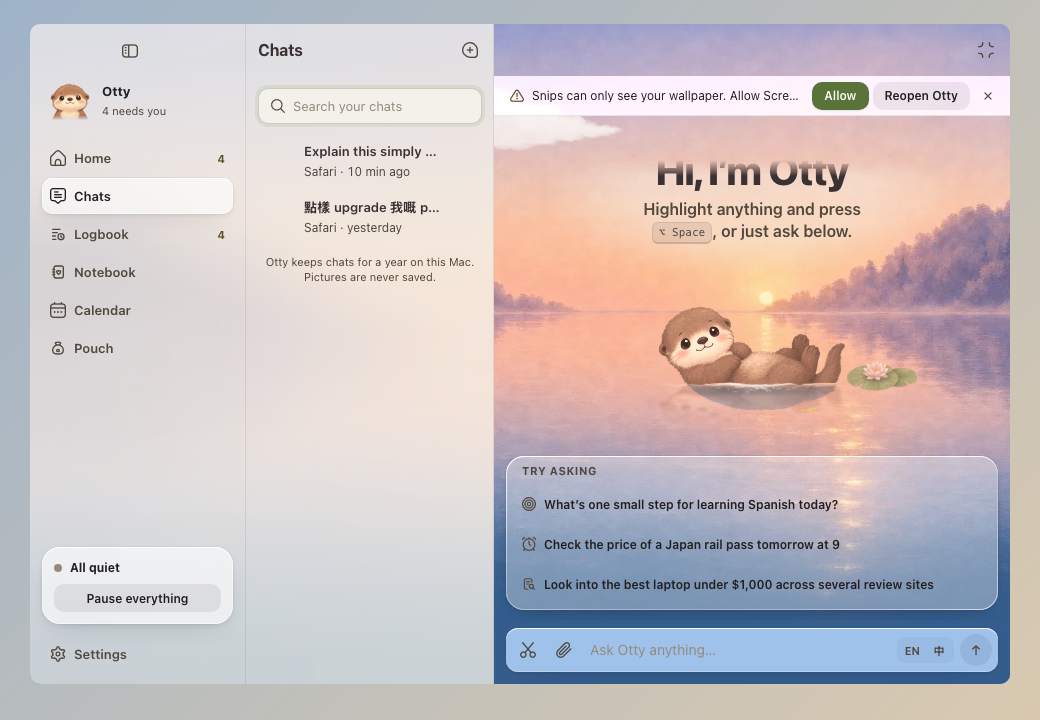 Otty
4 needs you
Home 4
Chats
Logbook 4
Notebook
Calendar
Pouch
All quiet
Pause everything
Settings
Chats
Search your chats
Explain this simply ...
Safari · 10 min ago
點樣 upgrade 我嘅 p...
Safari · yesterday
Otty keeps chats for a year on this Mac.
Pictures are never saved.
Snips can only see your wallpaper. Allow Scre...
Allow
Reopen Otty
Hi, I'm Otty
Highlight anything and press
⌥ Space, or just ask below.
TRY ASKING
What's one small step for learning Spanish today?
Check the price of a Japan rail pass tomorrow at 9
Look into the best laptop under $1,000 across several review sites
Ask Otty anything...
EN 中